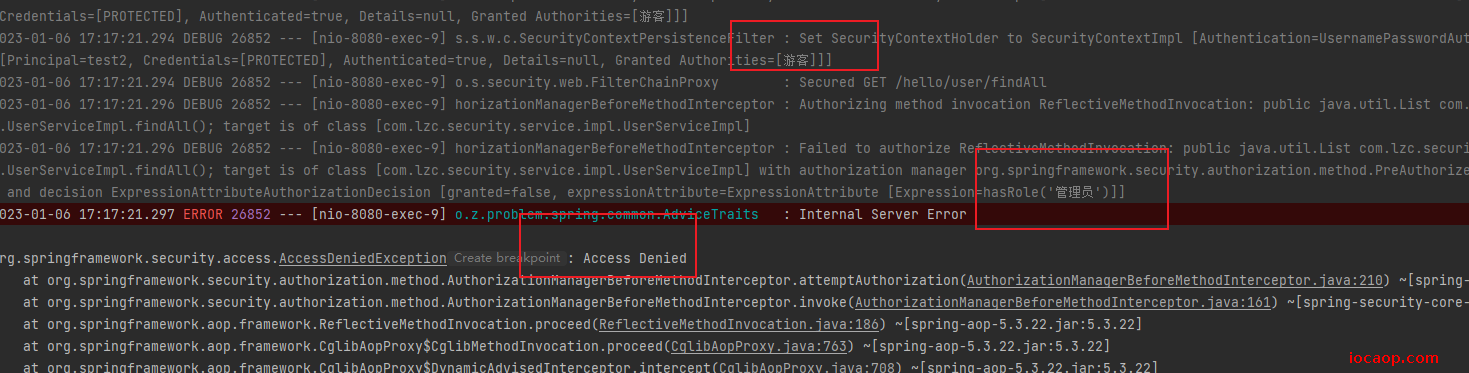 Credentials=[PROTECTED], Authenticated=true, Details=null, Granted Authorities=[游客]]]
023-01-06 17:17:21.294 DEBUG 26852 --- [nio-8080-exec-9] s.s.w.c.SecurityContextPersistenceFilter : Set SecurityContextHolder to SecurityContextImpl [Authentication=UsernamePasswordAut
[Principal=test2, Credentials=[PROTECTED], Authenticated=true, Details=null, Granted Authorities=[游客]]]
023-01-06 17:17:21.294 DEBUG 26852 --- [nio-8080-exec-9] o.s.security.web.FilterChainProxy : Secured GET /hello/user/findAll
023-01-06 17:17:21.296 DEBUG 26852 --- [nio-8080-exec-9] horizationManagerBeforeMethodInterceptor : Authorizing method invocation ReflectiveMethodInvocation: public java.util.List com.
.UserServiceImpl.findAll(); target is of class [com.lzc.security.service.impl.UserServiceImpl]
023-01-06 17:17:21.296 DEBUG 26852 --- [nio-8080-exec-9] horizationManagerBeforeMethodInterceptor : Failed to authorize ReflectiveMethodInvocation: public java.util.List com.lzc.securi
.UserServiceImpl.findAll(); target is of class [com.lzc.security.service.impl.UserServiceImpl] with authorization manager org.springframework.security.authorization.method.PreAuthorize
and decision ExpressionAttributeAuthorizationDecision [granted=false, expressionAttribute=ExpressionAttribute [Expression=hasRole('管理员')]]
023-01-06 17:17:21.297 ERROR 26852 --- [nio-8080-exec-9] o.z.problem.spring.common.AdviceTraits : Internal Server Error
rg.springframework.security.access.AccessDeniedException Create breakpoint : Access Denied
at org.springframework.security.authorization.method.AuthorizationManagerBeforeMethodInterceptor.attemptAuthorization(AuthorizationManagerBeforeMethodInterceptor.java:210) ~[spring-
at org.springframework.security.authorization.method.AuthorizationManagerBeforeMethodInterceptor.invoke(AuthorizationManagerBeforeMethodInterceptor.java:161) ~[spring-security-core-
at org.springframework.aop.framework.ReflectiveMethodInvocation.proceed(ReflectiveMethodInvocation.java:186) ~[spring-aop-5.3.22.jar:5.3.22]
at org.springframework.aop.framework.CglibAopProxy$CglibMethodInvocation.proceed(CglibAopProxy.java:763) ~[spring-aop-5.3.22.jar:5.3.22]
at org.springframework.aop.framework.CglibAopProxy$DynamicAdvisedInterceptor.intercept(CglibAopProxy.java:708) ~[spring-aop-5.3.22.jar:5.3.22]
iocaop.com